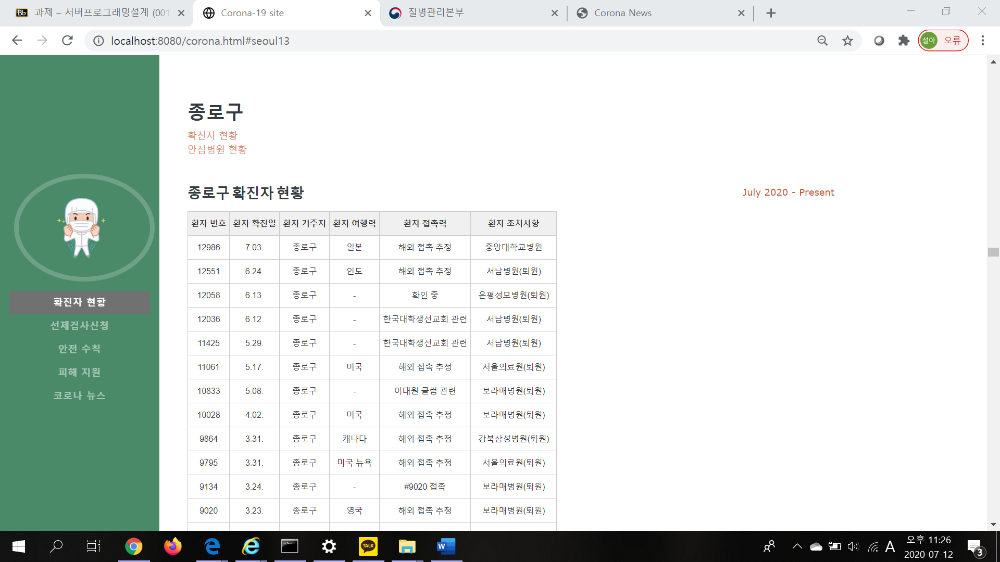 Bb 과제 – 서버프로그래밍설계 (001
Corona-19 site
질병관리본부
Corona News
localhost:8080/corona.html#seoul13
설아 오류
종로구
확진자 현황
안심병원 현황
종로구 확진자 현황
July 2020 - Present
환자 번호 환자 확진일 환자 거주지 환자 여행력 환자 접촉력 환자 조치사항
12986 7.03. 종로구 일본 해외 접촉 추정 중앙대학교병원
12551 6.24. 종로구 인도 해외 접촉 추정 서남병원(퇴원)
12058 6.13. 종로구 - 확인 중 은평성모병원(퇴원)
12036 6.12. 종로구 - 한국대학생선교회 관련 서남병원(퇴원)
11425 5.29. 종로구 - 한국대학생선교회 관련 서남병원(퇴원)
11061 5.17. 종로구 미국 해외 접촉 추정 서울의료원(퇴원)
10833 5.08. 종로구 - 이태원 클럽 관련 보라매병원(퇴원)
10028 4.02. 종로구 미국 해외 접촉 추정 보라매병원(퇴원)
9864 3.31. 종로구 캐나다 해외 접촉 추정 강북삼성병원(퇴원)
9795 3.31. 종로구 미국 뉴욕 해외 접촉 추정 서울의료원(퇴원)
9134 3.24. 종로구 - #9020 접촉 보라매병원(퇴원)
9020 3.23. 종로구 영국 해외 접촉 추정 보라매병원(퇴원)
확진자 현황
선제검사신청
안전 수칙
피해 지원
코로나 뉴스
TALK
W
A
오후 11:26
2020-07-12
3